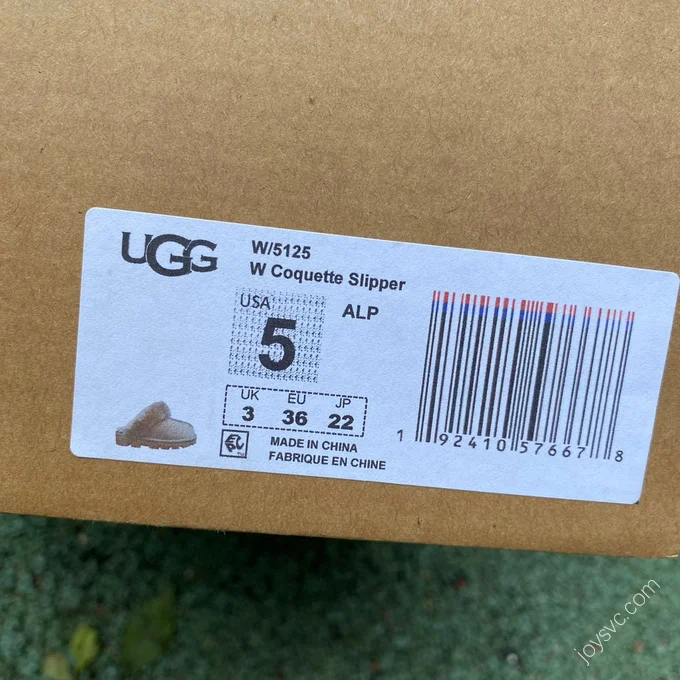 UGG
W/5125
W Coquette Slipper
USA
5
ALP
UK EU JP
3 36 22
MADE IN CHINA
FABRIQUE EN CHINE
1 92410 57667 8
joysvc.com